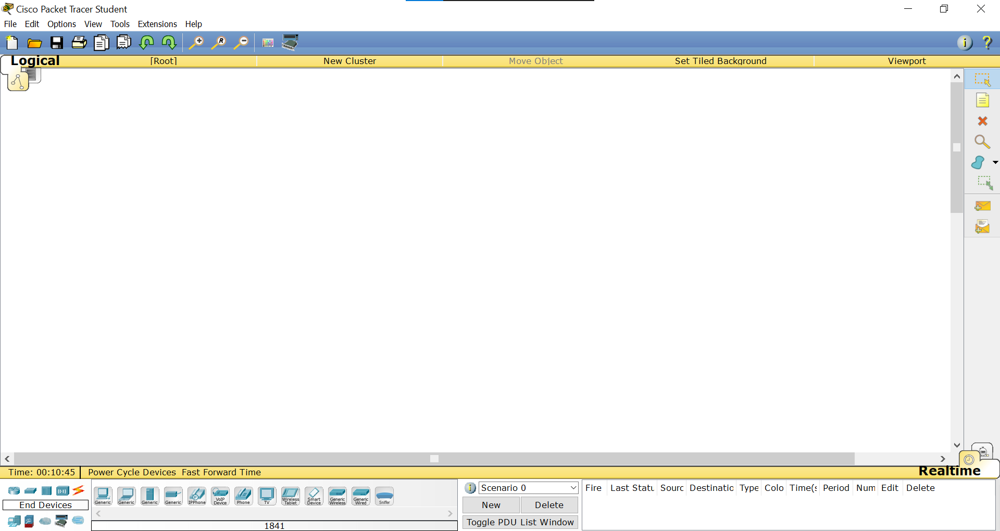 Cisco Packet Tracer Student
File Edit Options View Tools Extensions Help
Logical [Root] New Cluster Move Object Set Tiled Background Viewport
Time: 00:10:45 Power Cycle Devices Fast Forward Time Realtime
Scenario 0 Fire Last Statu Sourc Destinatio Type Colo Time(s Period Num Edit Delete
Generic Generic Generic Generic IPPhone VoIP Device Phone TV Wireless Tablet Smart Device Generic Wireless Generic Wired Sniffer
End Devices New Delete
Toggle PDU List Window
1841